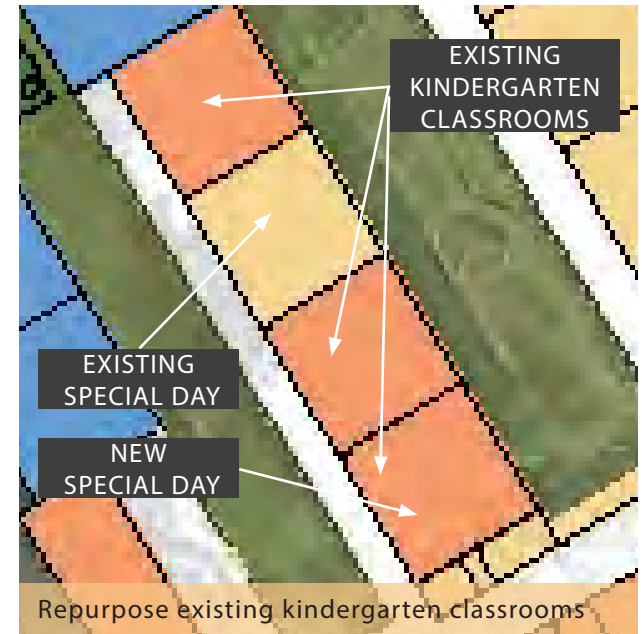 EXISTING
KINDERGARTEN
CLASSROOMS
EXISTING
SPECIAL DAY
NEW
SPECIAL DAY
Repurpose existing kindergarten classrooms